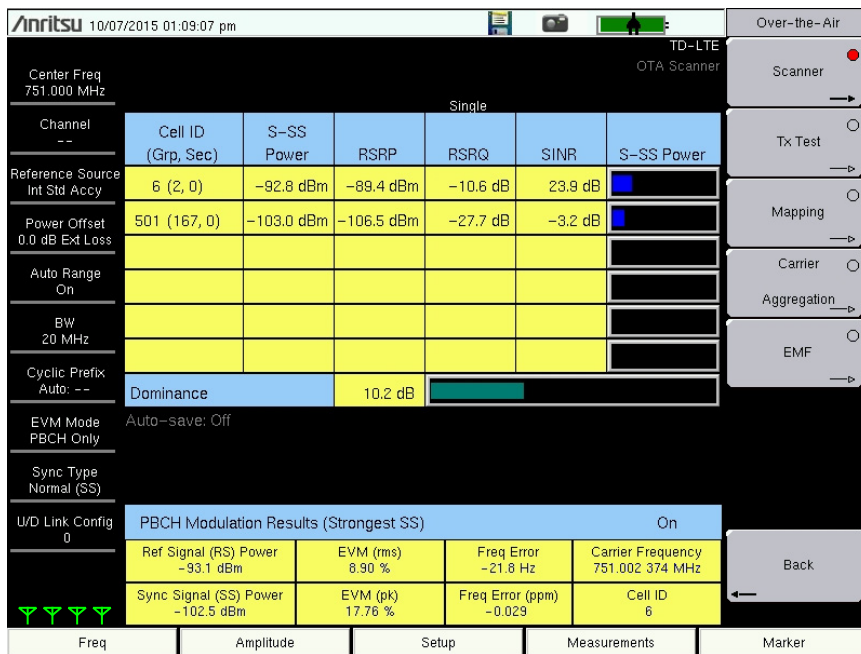 Anritsu 10/07/2015 01:09:07 pm
Over-the-Air
TD-LTE
OTA Scanner
Center Freq
751.000 MHz
Channel
--
Reference Source
Int Std Accy
Power Offset
0.0 dB Ext Loss
Auto Range
On
BW
20 MHz
Cyclic Prefix
Auto: --
EVM Mode
PBCH Only
Sync Type
Normal (SS)
U/D Link Config
0
Single
Cell ID (Grp, Sec) S-SS Power RSRP RSRQ SINR S-SS Power
6 (2, 0) -92.8 dBm -89.4 dBm -10.6 dB 23.9 dB
501 (167, 0) -103.0 dBm -106.5 dBm -27.7 dB -3.2 dB
Dominance 10.2 dB
Auto-save: Off
PBCH Modulation Results (Strongest SS) On
Ref Signal (RS) Power EVM (rms) Freq Error Carrier Frequency
-93.1 dBm 8.90 % -21.8 Hz 751.002 374 MHz
Sync Signal (SS) Power EVM (pk) Freq Error (ppm) Cell ID
-102.5 dBm 17.76 % -0.029 6
Scanner
Tx Test
Mapping
Carrier
Aggregation
EMF
Back
Freq Amplitude Setup Measurements Marker